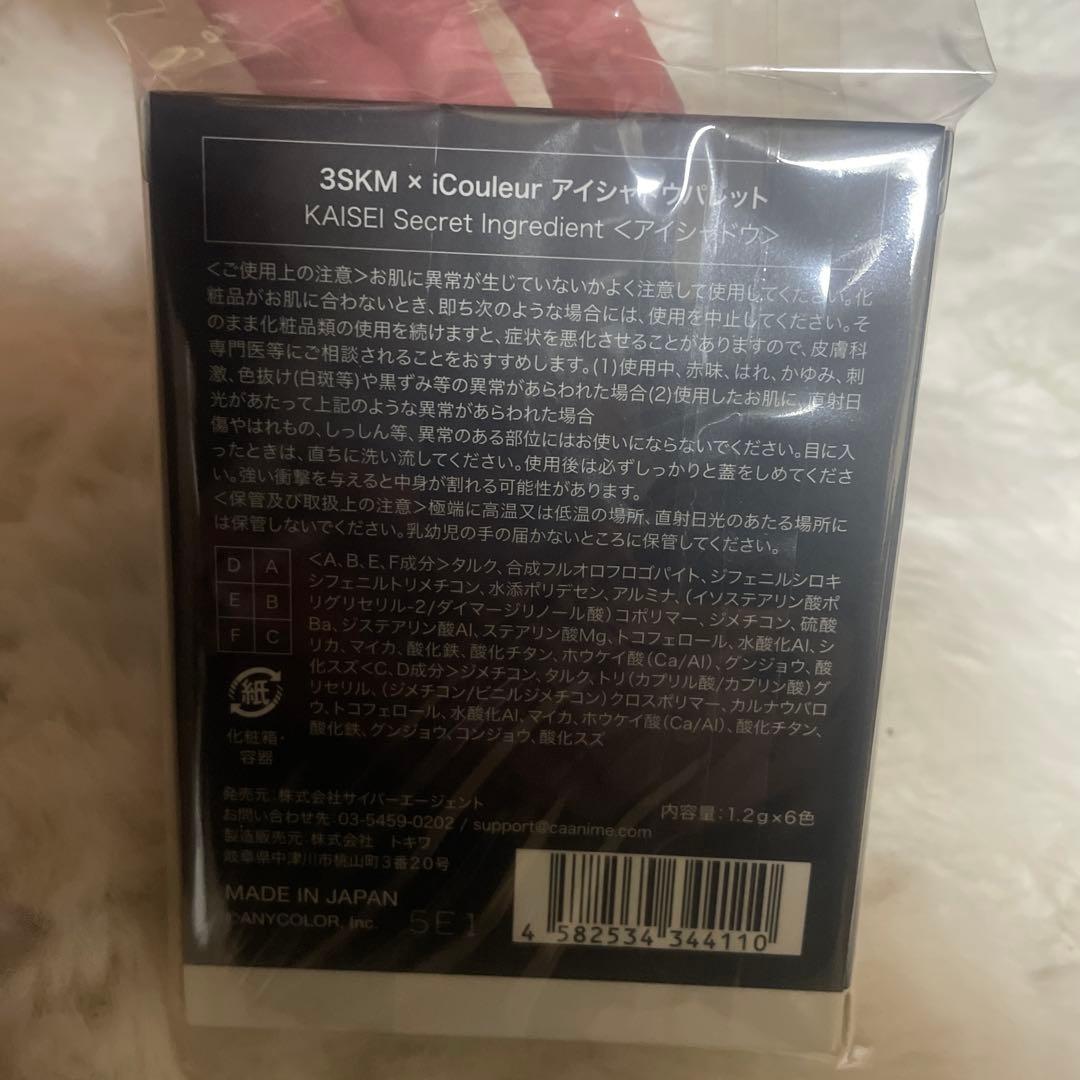 3SKM × iCouleur アイシャドウパレット
KAISEI Secret Ingredient <アイシャドウ>
<ご使用上の注意>お肌に異常が生じていないかよく注意して使用してください。化
粧品がお肌に合わないとき、即ち次のような場合には、使用を中止してください。そ
のまま化粧品類の使用を続けますと、症状を悪化させることがありますので、皮膚科
専門医等にご相談されることをおすすめします。(1)使用中、赤味、はれ、かゆみ、刺
激、色抜け(白斑等)や黒ずみ等の異常があらわれた場合(2)使用したお肌に、直射日
光があたって上記のような異常があらわれた場合
傷やはれもの、しっしん等、異常のある部位にはお使いにならないでください。目に入
ったときは、直ちに洗い流してください。使用後は必ずしっかりと蓋をしめてくださ
い。強い衝撃を与えると中身が割れる可能性があります。
<保管及び取扱上の注意>極端に高温又は低温の場所、直射日光のあたる場所に
は保管しないでください。乳幼児の手の届かないところに保管してください。
D A
E B
F C
<A、B、E、F成分>タルク、合成フルオロフロゴパイト、ジフェニルシロキ
シフェニルトリメチコン、水添ポリデセン、アルミナ、(イソステアリン酸ポ
リグリセリル-2/ダイマージリノール酸)コポリマー、ジメチコン、硫酸
Ba、ジステアリン酸Al、ステアリン酸Mg、トコフェロール、水酸化Al、シ
リカ、マイカ、酸化鉄、酸化チタン、ホウケイ酸(Ca/Al)、グンジョウ、酸
化スズ<C、D成分>ジメチコン、タルク、トリ(カプリル酸/カプリン酸)グ
リセリル、(ジメチコン/ビニルジメチコン)クロスポリマー、カルナウバロ
ウ、トコフェロール、水酸化Al、マイカ、ホウケイ酸(Ca/Al)、酸化チタン、
酸化鉄、グンジョウ、コンジョウ、酸化スズ
紙
化粧箱・
容器
発売元:株式会社サイバーエージェント
お問い合わせ先:03-5459-0202 / support@caanime.com
製造販売元:株式会社 トキワ
岐阜県中津川市桃山町3番20号
内容量:1.2g×6色
MADE IN JAPAN
©ANYCOLOR, Inc. 5E1
4 582534 344110